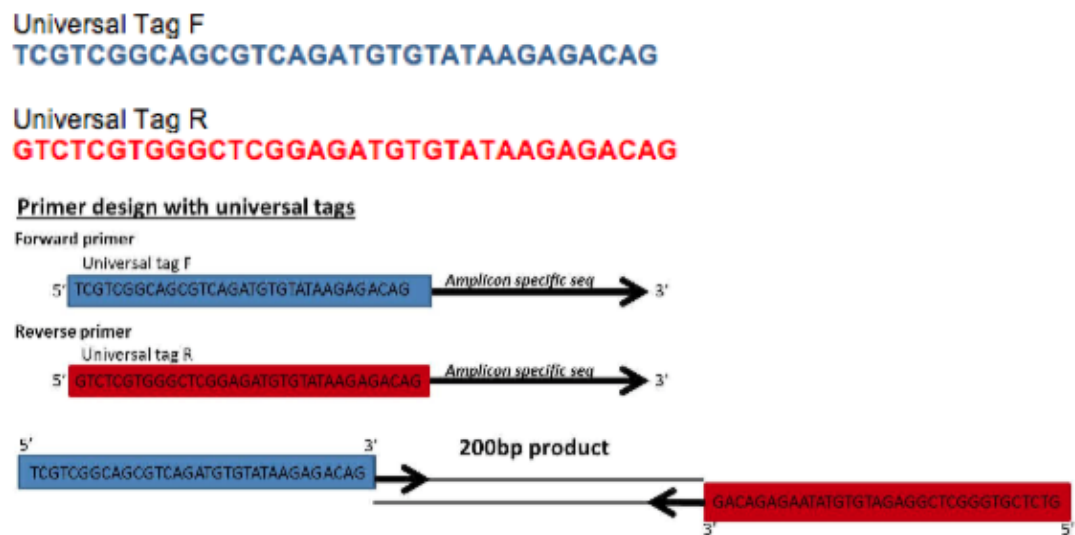 Universal Tag F
TCGTCGGCAGCGTCAGATGTGTATAAGAGACAG
Universal Tag R
GTCTCGTGGGCTCGGAGATGTGTATAAGAGACAG
Primer design with universal tags
Forward primer
Universal tag F
5' TCGTCGGCAGCGTCAGATGTGTATAAGAGACAG Amplicon specific seq 3'
Reverse primer
Universal tag R
5' GTCTCGTGGGCTCGGAGATGTGTATAAGAGACAG Amplicon specific seq 3'
5' 3' 200bp product
TCGTCGGCAGCGTCAGATGTGTATAAGAGACAG
GACAGAGAATATGTGTAGAGGCTCGGGTGCTCTG
3' 5'